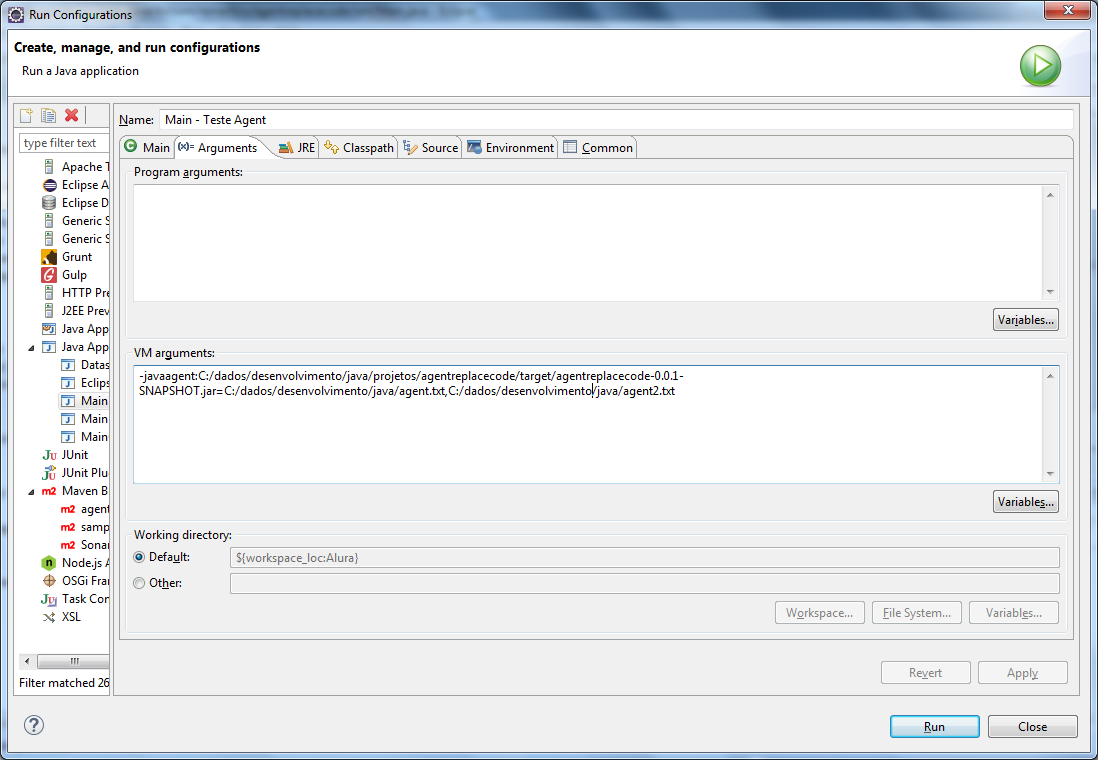 Run Configurations
Create, manage, and run configurations
Run a Java application
type filter text
Apache T
Eclipse A
Eclipse D
Generic S
Generic S
Grunt
Gulp
HTTP Pre
J2EE Prev
Java App
Java App
Datas
Eclips
Main
Main
Main
JUnit
JUnit Plu
m2 Maven B
m2 agent
m2 samp
m2 Sonar
Node.js A
OSGi Fra
Task Con
XSL
Filter matched 26
Name: Main - Teste Agent
Main (x)= Arguments JRE Classpath Source Environment Common
Program arguments:
Variables...
VM arguments:
-javaagent:C:/dados/desenvolvimento/java/projetos/agentreplacecode/target/agentreplacecode-0.0.1-
SNAPSHOT.jar=C:/dados/desenvolvimento/java/agent.txt,C:/dados/desenvolvimento/java/agent2.txt
Variables...
Working directory:
Default: ${workspace_loc:Alura}
Other:
Workspace... File System... Variables...
Revert Apply
? Run Close